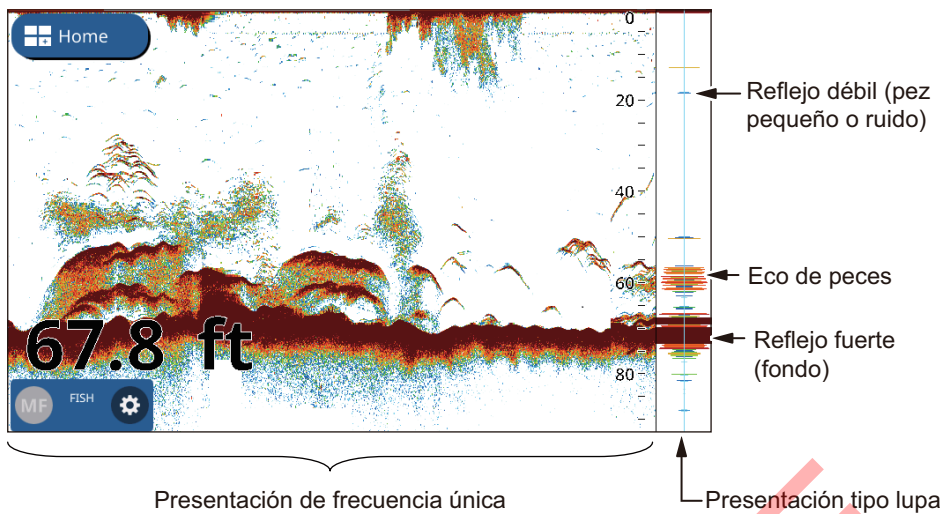 Home
0
20
40
60
80
67.8 ft
MF
FISH
Reflejo débil (pez
pequeño o ruido)
Eco de peces
Reflejo fuerte
(fondo)
Presentación de frecuencia única
Presentación tipo lupa